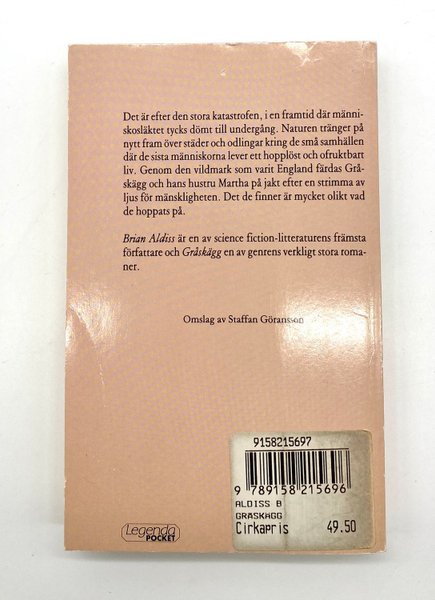 Det är efter den stora katastrofen, i en framtid där männi-
skosläktet tycks dömt till undergång. Naturen tränger på
nytt fram över städer och odlingar kring de små samhällen
där de sista människorna lever ett hopplöst och ofruktbart
liv. Genom den vildmark som varit England färdas Grå-
skägg och hans hustru Martha på jakt efter en strimma av
ljus för mänskligheten. Det de finner är mycket olikt vad
de hoppats på.
Brian Aldiss är en av science fiction-litteraturens främsta
författare och Gråskägg en av genrens verkligt stora roma-
ner.
Omslag av Staffan Göransson
9158215697
9 789158 215696
ALDISS B
GRÅSKÄGG
Cirkapris 49.50
Legenda
POCKET